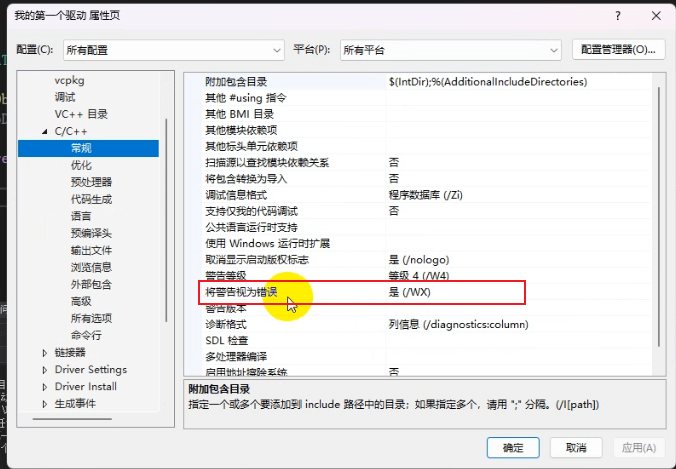 我的第一个驱动 属性页
? ×
配置(C): 所有配置 平台(P): 所有平台 配置管理器(O)...
vcpkg
调试
VC++ 目录
C/C++
常规
优化
预处理器
代码生成
语言
预编译头
输出文件
浏览信息
外部包含
高级
所有选项
命令行
链接器
Driver Settings
Driver Install
生成事件
附加包含目录 $(IntDir);%(AdditionalIncludeDirectories)
其他 #using 指令
其他 BMI 目录
其他模块依赖项
其他标头单元依赖项
扫描源以查找模块依赖关系 否
将包含转换为导入 否
调试信息格式 程序数据库 (/Zi)
支持仅我的代码调试 否
公共语言运行时支持
使用 Windows 运行时扩展
取消显示启动版权标志 是 (/nologo)
警告等级 等级 4 (/W4)
将警告视为错误 是 (/WX)
警告版本
诊断格式 列信息 (/diagnostics:column)
SDL 检查
多处理器编译
启用地址擦除系统 否
附加包含目录
指定一个或多个要添加到 include 路径中的目录；如果指定多个，请用 ";" 分隔。(/I[path])
确定 取消 应用(A)